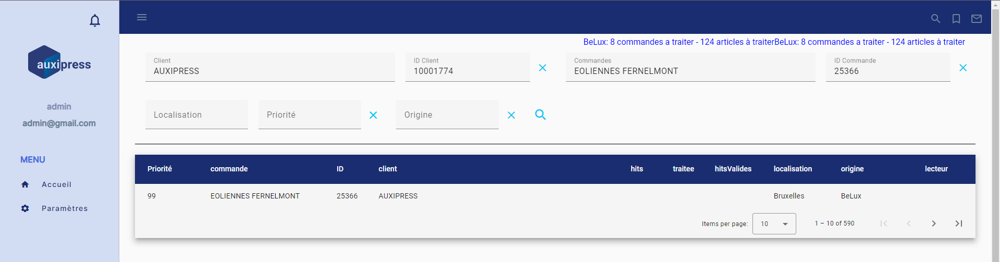 BeLux: 8 commandes a traiter - 124 articles à traiterBeLux: 8 commandes a traiter - 124 articles à traiter
auxipress
admin
admin@gmail.com
MENU
Accueil
Paramètres
Client ID Client Commandes ID Commande
AUXIPRESS 10001774 EOLIENNES FERNELMONT 25366
Localisation Priorité Origine
Priorité commande ID client hits traitee hitsValides localisation origine lecteur
99 EOLIENNES FERNELMONT 25366 AUXIPRESS Bruxelles BeLux
Items per page: 10 1 – 10 of 590